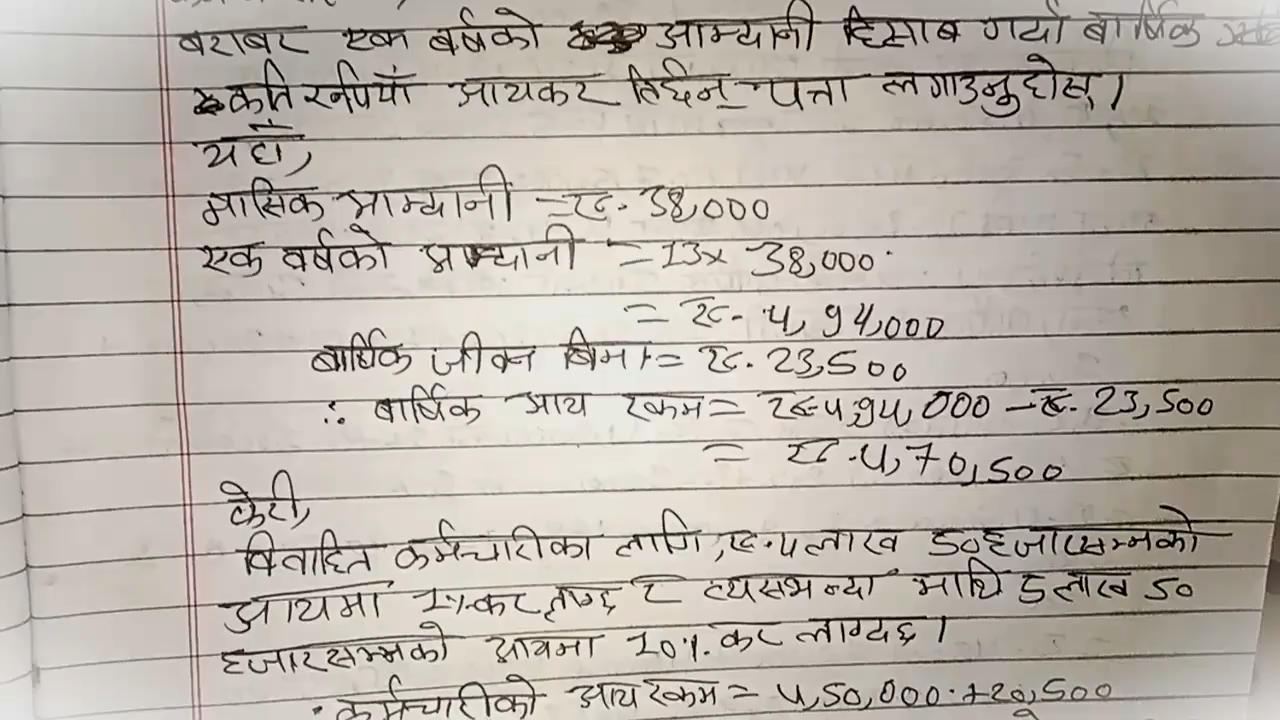 बराबर एक बर्षको आम्दानी हिसाब गर्या बार्षिक
कति रुपियाँ आयकर तिर्छिन् पत्ता लगाउनुहोस् ।
यहाँ,
मासिक आम्दानी = रु. 38,000
एक बर्षको आम्दानी = 13x 38,000
= रु. 4,94,000
बार्षिक जीवन बिमा = रु. 23,500
∴ बार्षिक आय रकम = रु. 4,94,000 - रु. 23,500
= रु. 4,70,500
फेरी,
विवाहित कर्मचारीका लागि, रु. 4 लाख 50 हजारसम्मको
आयमा 1% कर लाग्छ र त्यसभन्दा माथि 5 लाख 50
हजारसम्मको आयमा 10% कर लाग्दछ ।
कर्मचारीको आय रकम = 4,50,000 + 20,500